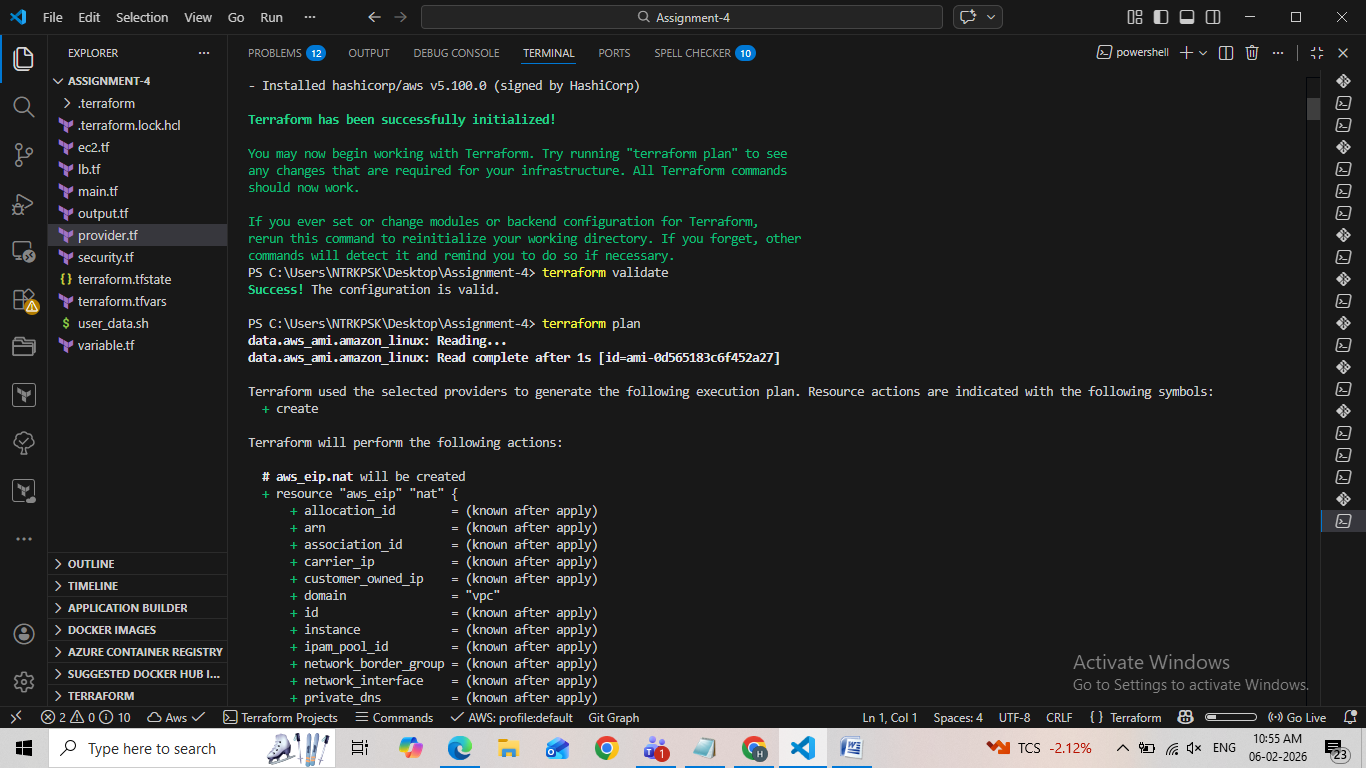 File Edit Selection View Go Run ··· Assignment-4
EXPLORER ···
ASSIGNMENT-4
.terraform
.terraform.lock.hcl
ec2.tf
lb.tf
main.tf
output.tf
provider.tf
security.tf
{} terraform.tfstate
terraform.tfvars
$ user_data.sh
variable.tf
OUTLINE
TIMELINE
APPLICATION BUILDER
DOCKER IMAGES
AZURE CONTAINER REGISTRY
SUGGESTED DOCKER HUB I...
TERRAFORM
PROBLEMS 12 OUTPUT DEBUG CONSOLE TERMINAL PORTS SPELL CHECKER 10 powershell
- Installed hashicorp/aws v5.100.0 (signed by HashiCorp)
Terraform has been successfully initialized!
You may now begin working with Terraform. Try running "terraform plan" to see
any changes that are required for your infrastructure. All Terraform commands
should now work.
If you ever set or change modules or backend configuration for Terraform,
rerun this command to reinitialize your working directory. If you forget, other
commands will detect it and remind you to do so if necessary.
PS C:\Users\NTRKPSK\Desktop\Assignment-4> terraform validate
Success! The configuration is valid.
PS C:\Users\NTRKPSK\Desktop\Assignment-4> terraform plan
data.aws_ami.amazon_linux: Reading...
data.aws_ami.amazon_linux: Read complete after 1s [id=ami-0d565183c6f452a27]
Terraform used the selected providers to generate the following execution plan. Resource actions are indicated with the following symbols:
+ create
Terraform will perform the following actions:
# aws_eip.nat will be created
+ resource "aws_eip" "nat" {
+ allocation_id = (known after apply)
+ arn = (known after apply)
+ association_id = (known after apply)
+ carrier_ip = (known after apply)
+ customer_owned_ip = (known after apply)
+ domain = "vpc"
+ id = (known after apply)
+ instance = (known after apply)
+ ipam_pool_id = (known after apply)
+ network_border_group = (known after apply)
+ network_interface = (known after apply)
+ private_dns = (known after apply)
Activate Windows
Go to Settings to activate Windows.
2 0 10 Aws Terraform Projects Commands AWS: profile:default Git Graph Ln 1, Col 1 Spaces: 4 UTF-8 CRLF {} Terraform Go Live
Type here to search 1 H TCS -2.12% ENG 10:55 AM
06-02-2026 23